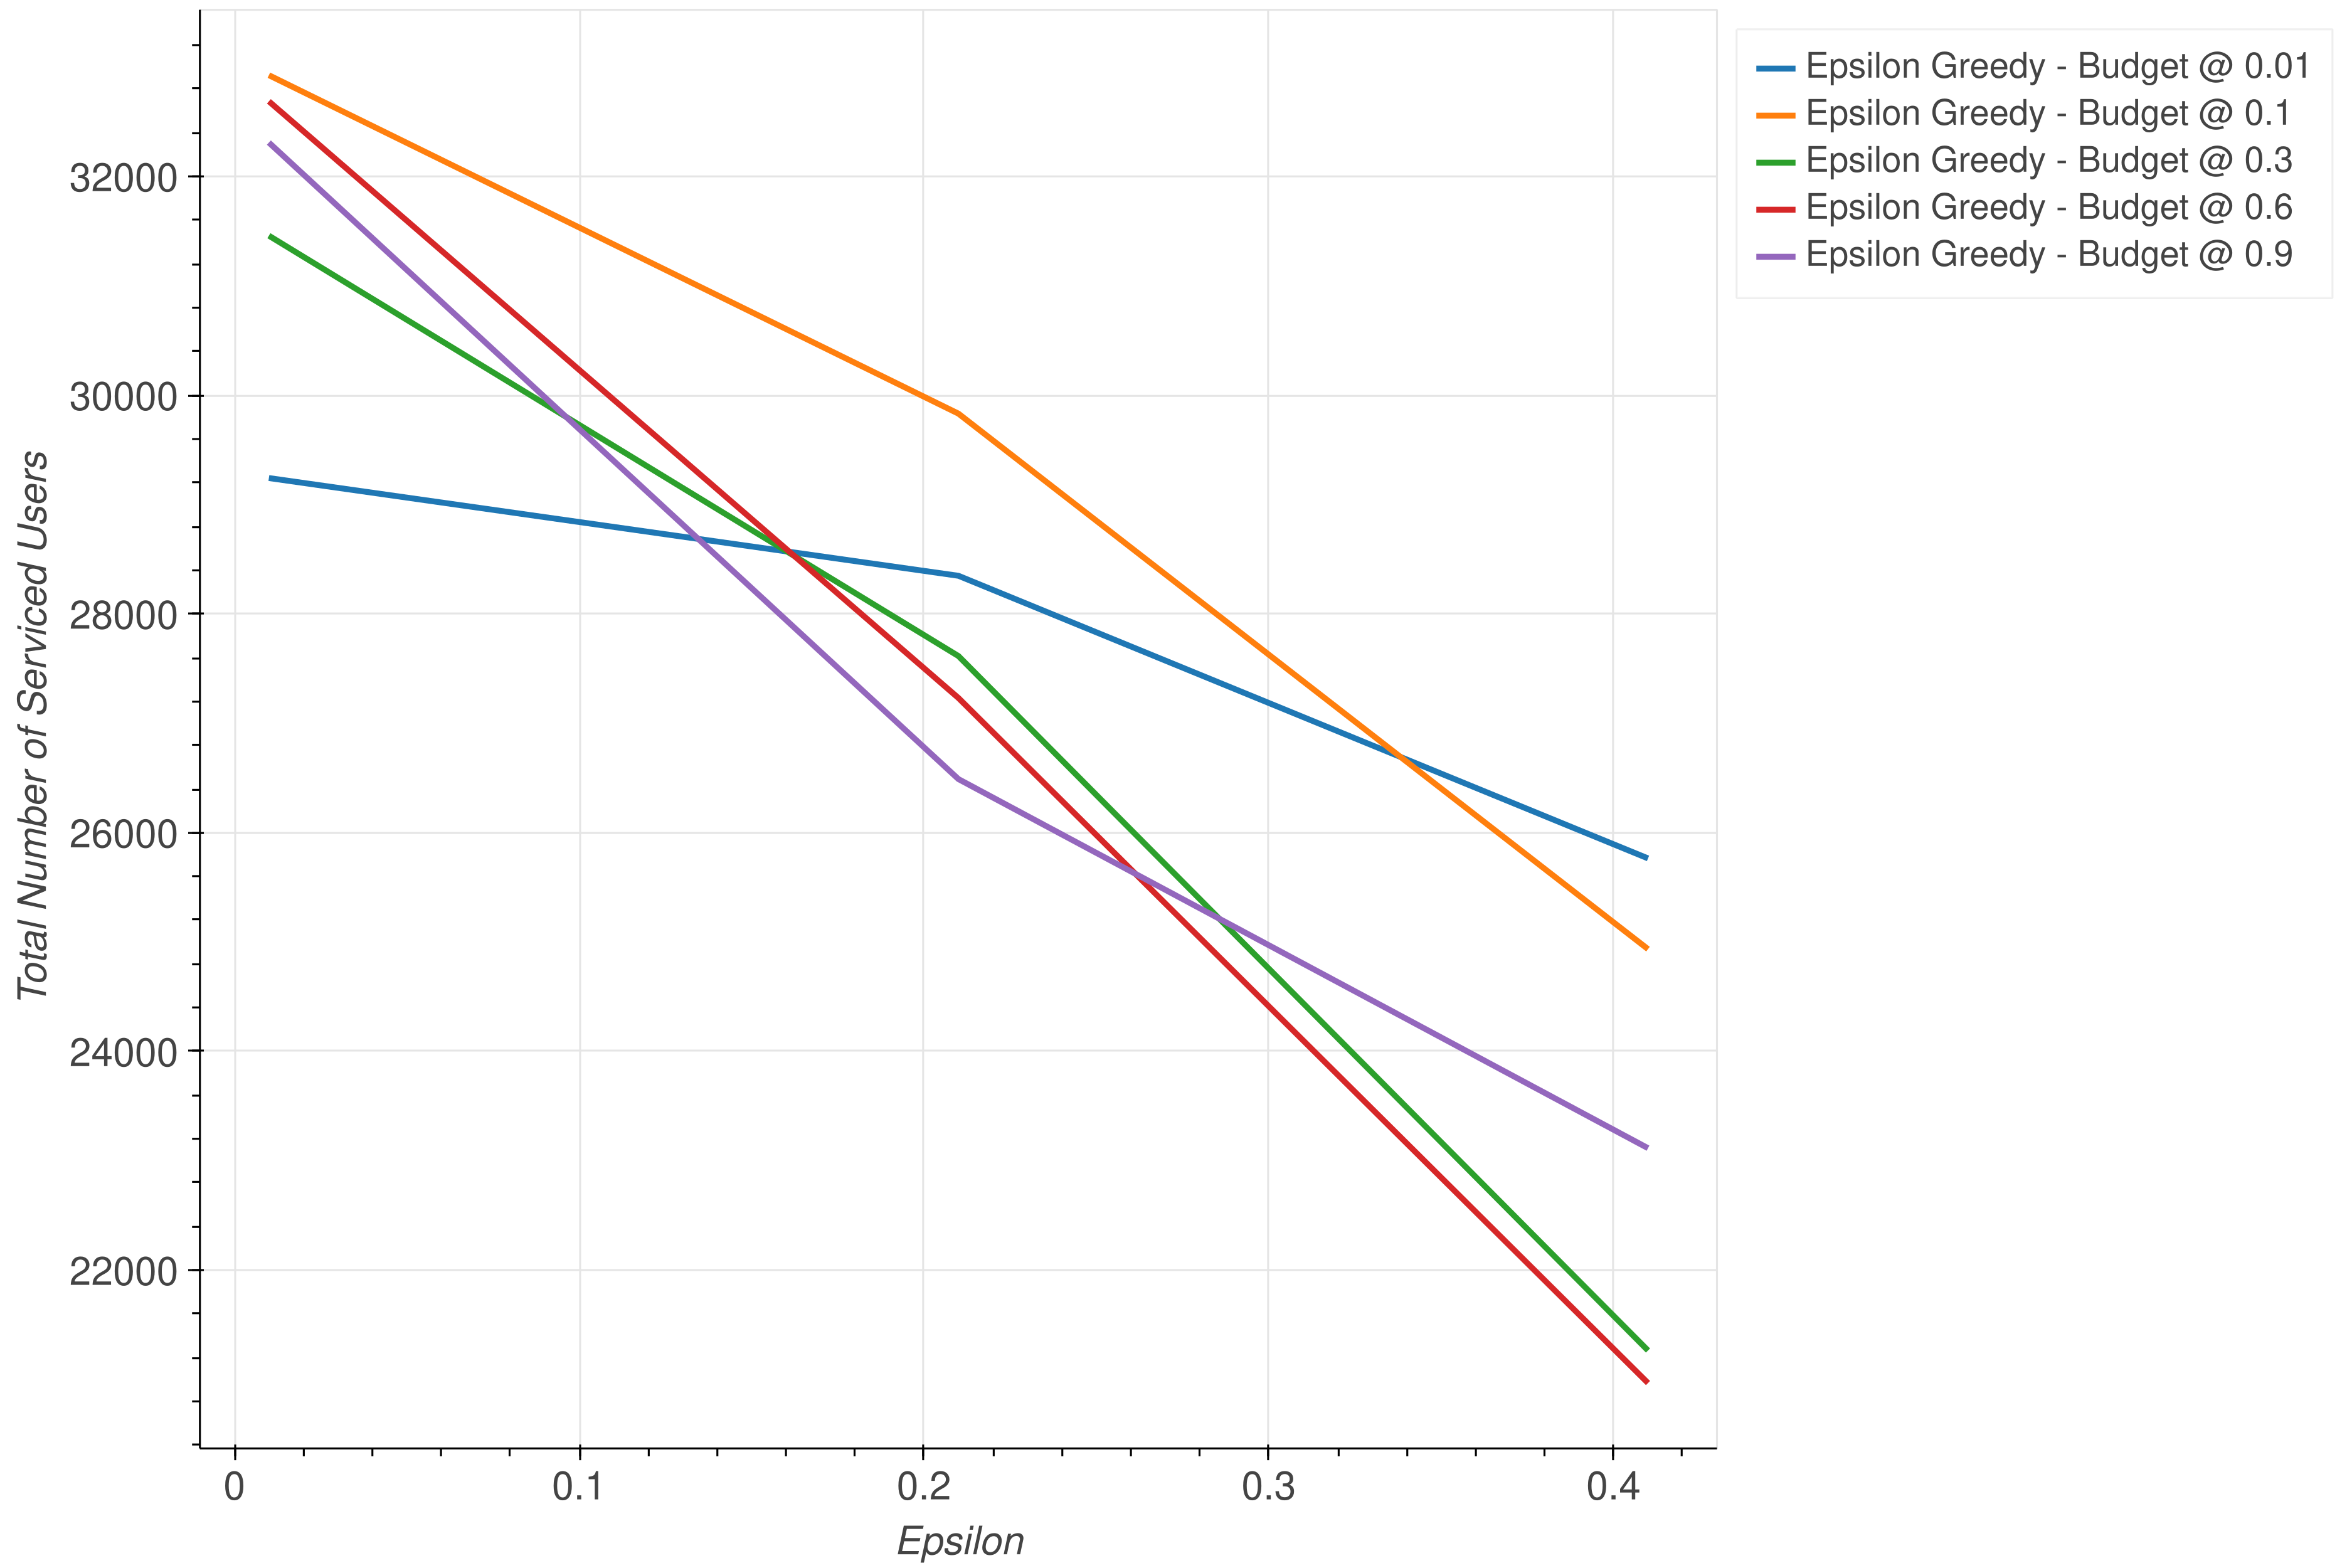 Epsilon Greedy - Budget @ 0.01
Epsilon Greedy - Budget @ 0.1
Epsilon Greedy - Budget @ 0.3
Epsilon Greedy - Budget @ 0.6
Epsilon Greedy - Budget @ 0.9
Total Number of Serviced Users
32000
30000
28000
26000
24000
22000
0 0.1 0.2 0.3 0.4
Epsilon